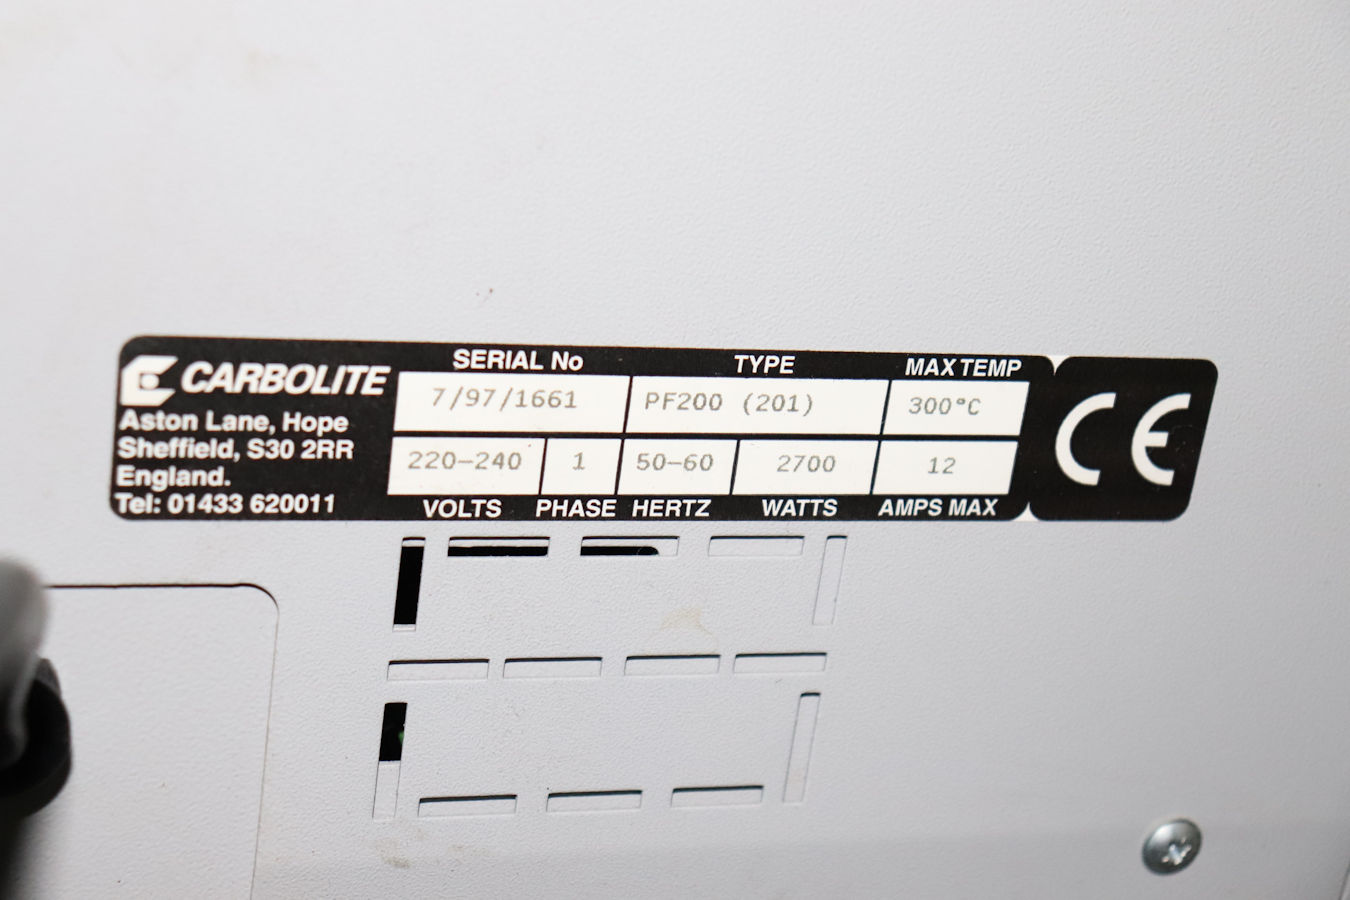 CARBOLITE
Aston Lane, Hope
Sheffield, S30 2RR
England.
Tel: 01433 620011
SERIAL No TYPE MAX TEMP
7/97/1661 PF200 (201) 300°C
220-240 1 50-60 2700 12
VOLTS PHASE HERTZ WATTS AMPS MAX
CE